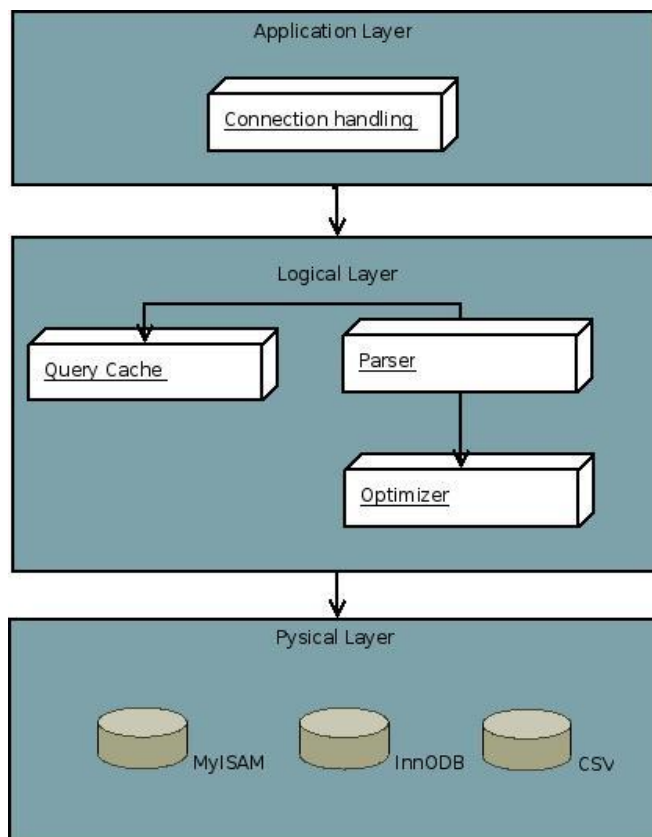 Application Layer
Connection handling
Logical Layer
Query Cache
Parser
Optimizer
Pysical Layer
MyISAM
InnODB
CSV